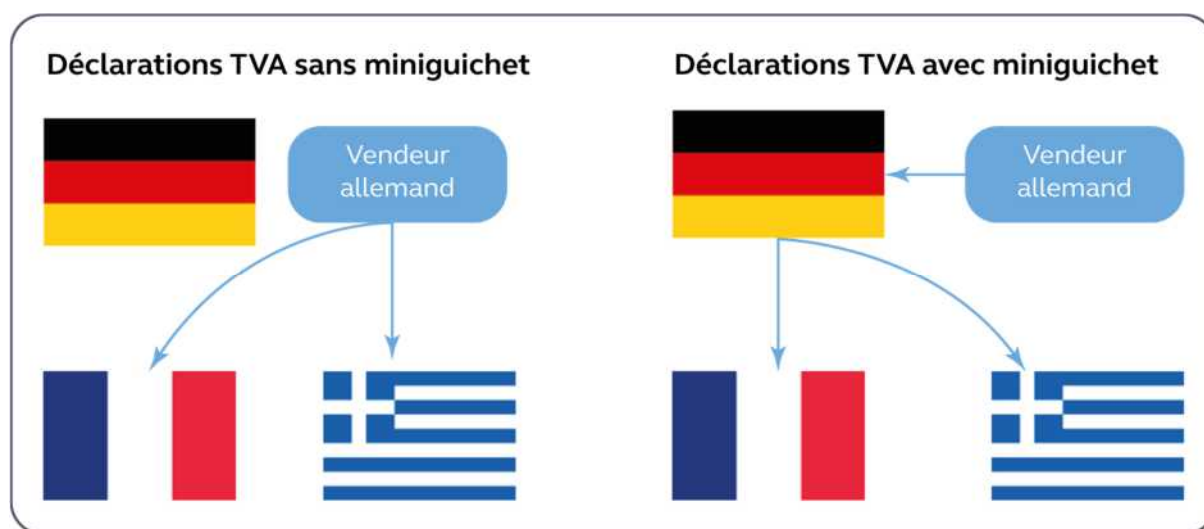 Déclarations TVA sans miniguichet
Vendeur
allemand
Déclarations TVA avec miniguichet
Vendeur
allemand